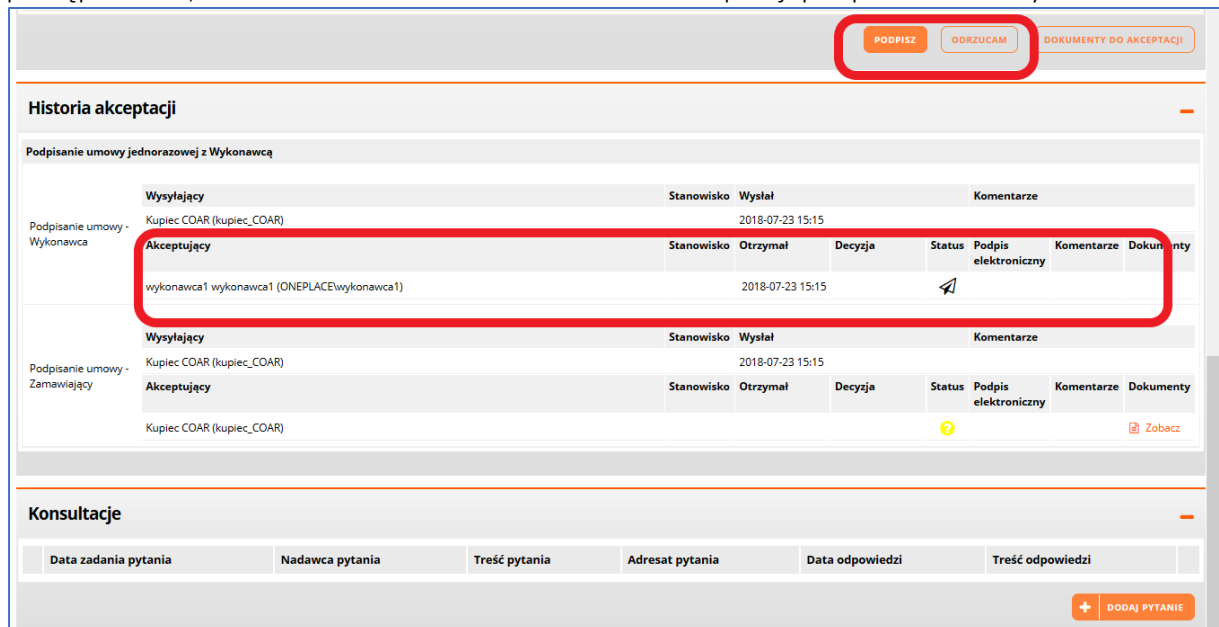 PODPISZ ODRZUCAM DOKUMENTY DO AKCEPTACJI
Historia akceptacji
Podpisanie umowy jednorazowej z Wykonawcą
Wysyłający Stanowisko Wysłał Komentarze
Podpisanie umowy - Wykonawca
Kupiec COAR (kupiec_COAR) 2018-07-23 15:15
Akceptujący Stanowisko Otrzymał Decyzja Status Podpis elektroniczny Komentarze Dokumenty
wykonawca1 wykonawca1 (ONEPLACE\wykonawca1) 2018-07-23 15:15
Wysyłający Stanowisko Wysłał Komentarze
Podpisanie umowy - Zamawiający
Kupiec COAR (kupiec_COAR) 2018-07-23 15:15
Akceptujący Stanowisko Otrzymał Decyzja Status Podpis elektroniczny Komentarze Dokumenty
Kupiec COAR (kupiec_COAR) ? Zobacz
Konsultacje
Data zadania pytania Nadawca pytania Treść pytania Adresat pytania Data odpowiedzi Treść odpowiedzi
+ DODAJ PYTANIE